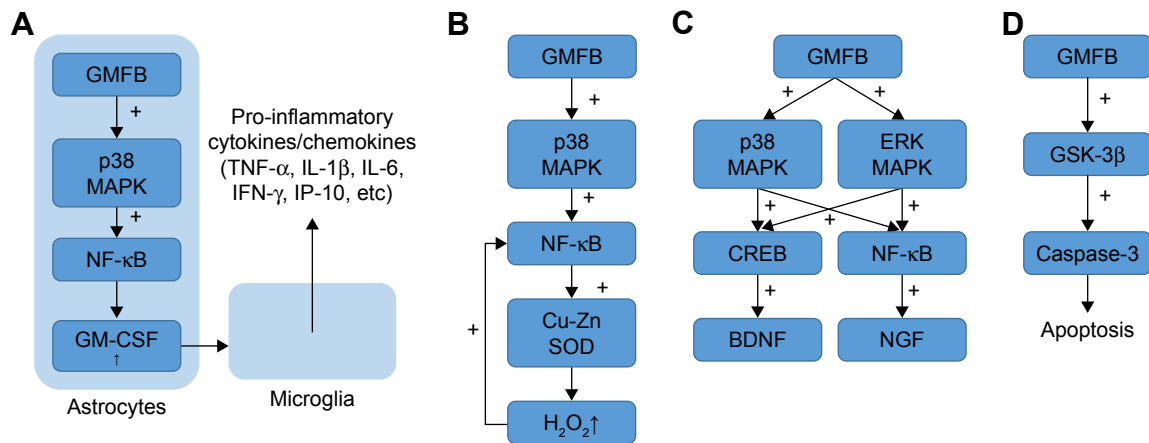 A
GMFB
+
p38
MAPK
+
NF-κB
GM-CSF
↑
Astrocytes
Pro-inflammatory
cytokines/chemokines
(TNF-α, IL-1β, IL-6,
IFN-γ, IP-10, etc)
Microglia
B
GMFB
+
p38
MAPK
+
NF-κB
+
+
Cu-Zn
SOD
H₂O₂↑
C
GMFB
+ +
p38
MAPK
ERK
MAPK
+ + +
CREB
NF-κB
+ +
BDNF
NGF
D
GMFB
+
GSK-3β
+
Caspase-3
Apoptosis